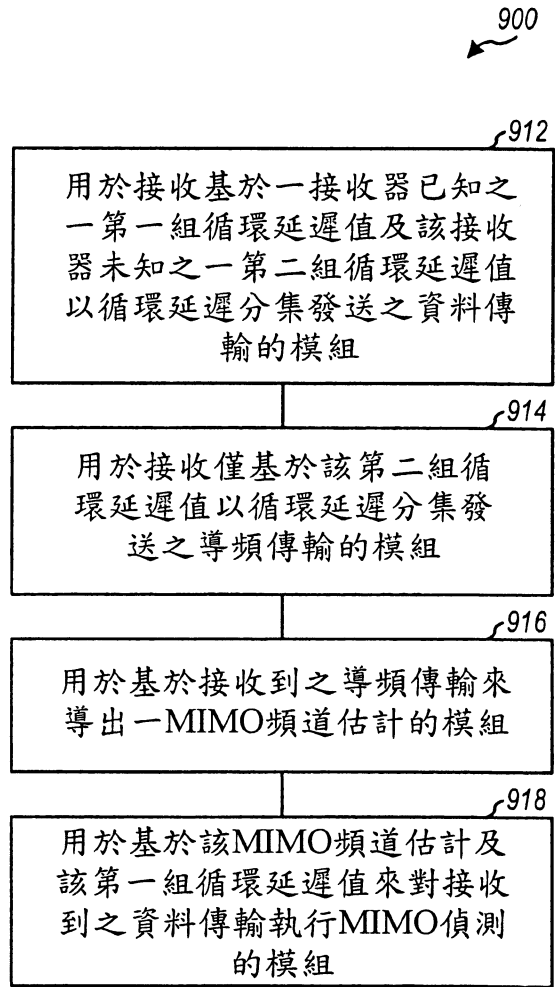 900
912
用於接收基於一接收器已知之
一第一組循環延遲值及該接收
器未知之一第二組循環延遲值
以循環延遲分集發送之資料傳
輸的模組
914
用於接收僅基於該第二組循
環延遲值以循環延遲分集發
送之導頻傳輸的模組
916
用於基於接收到之導頻傳輸來
導出一MIMO頻道估計的模組
918
用於基於該MIMO頻道估計及
該第一組循環延遲值來對接收
到之資料傳輸執行MIMO偵測
的模組